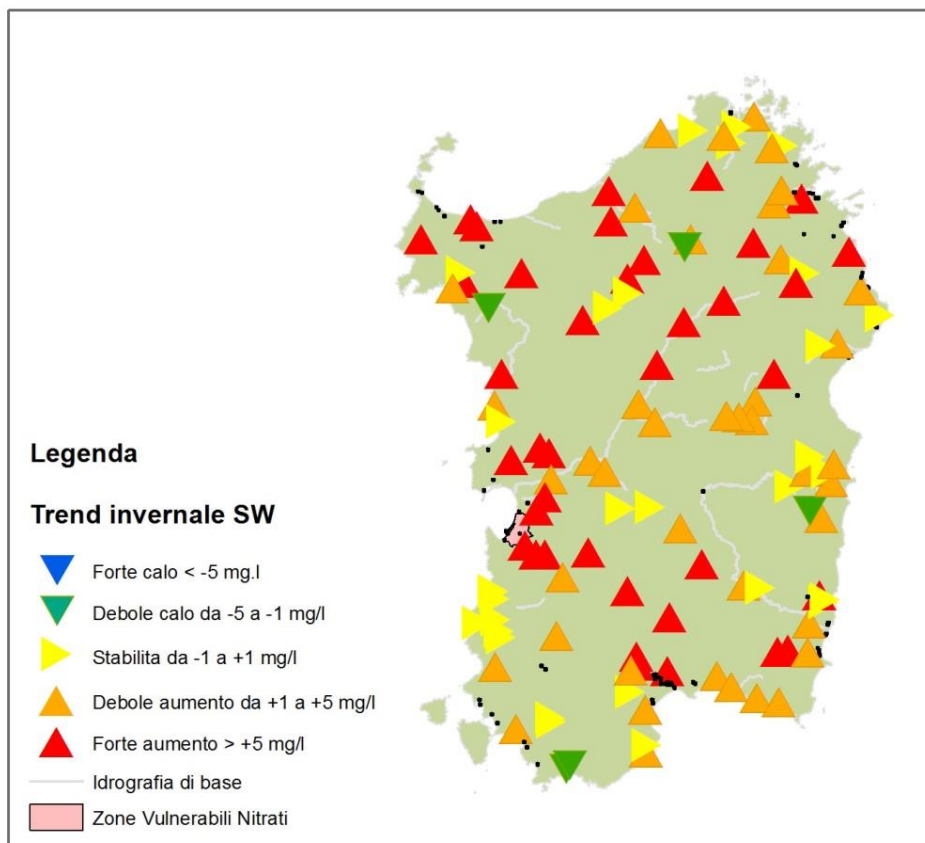 Legenda
Trend invernale SW
Forte calo < -5 mg.l
Debole calo da -5 a -1 mg/l
Stabilita da -1 a +1 mg/l
Debole aumento da +1 a +5 mg/l
Forte aumento > +5 mg/l
Idrografia di base
Zone Vulnerabili Nitrati